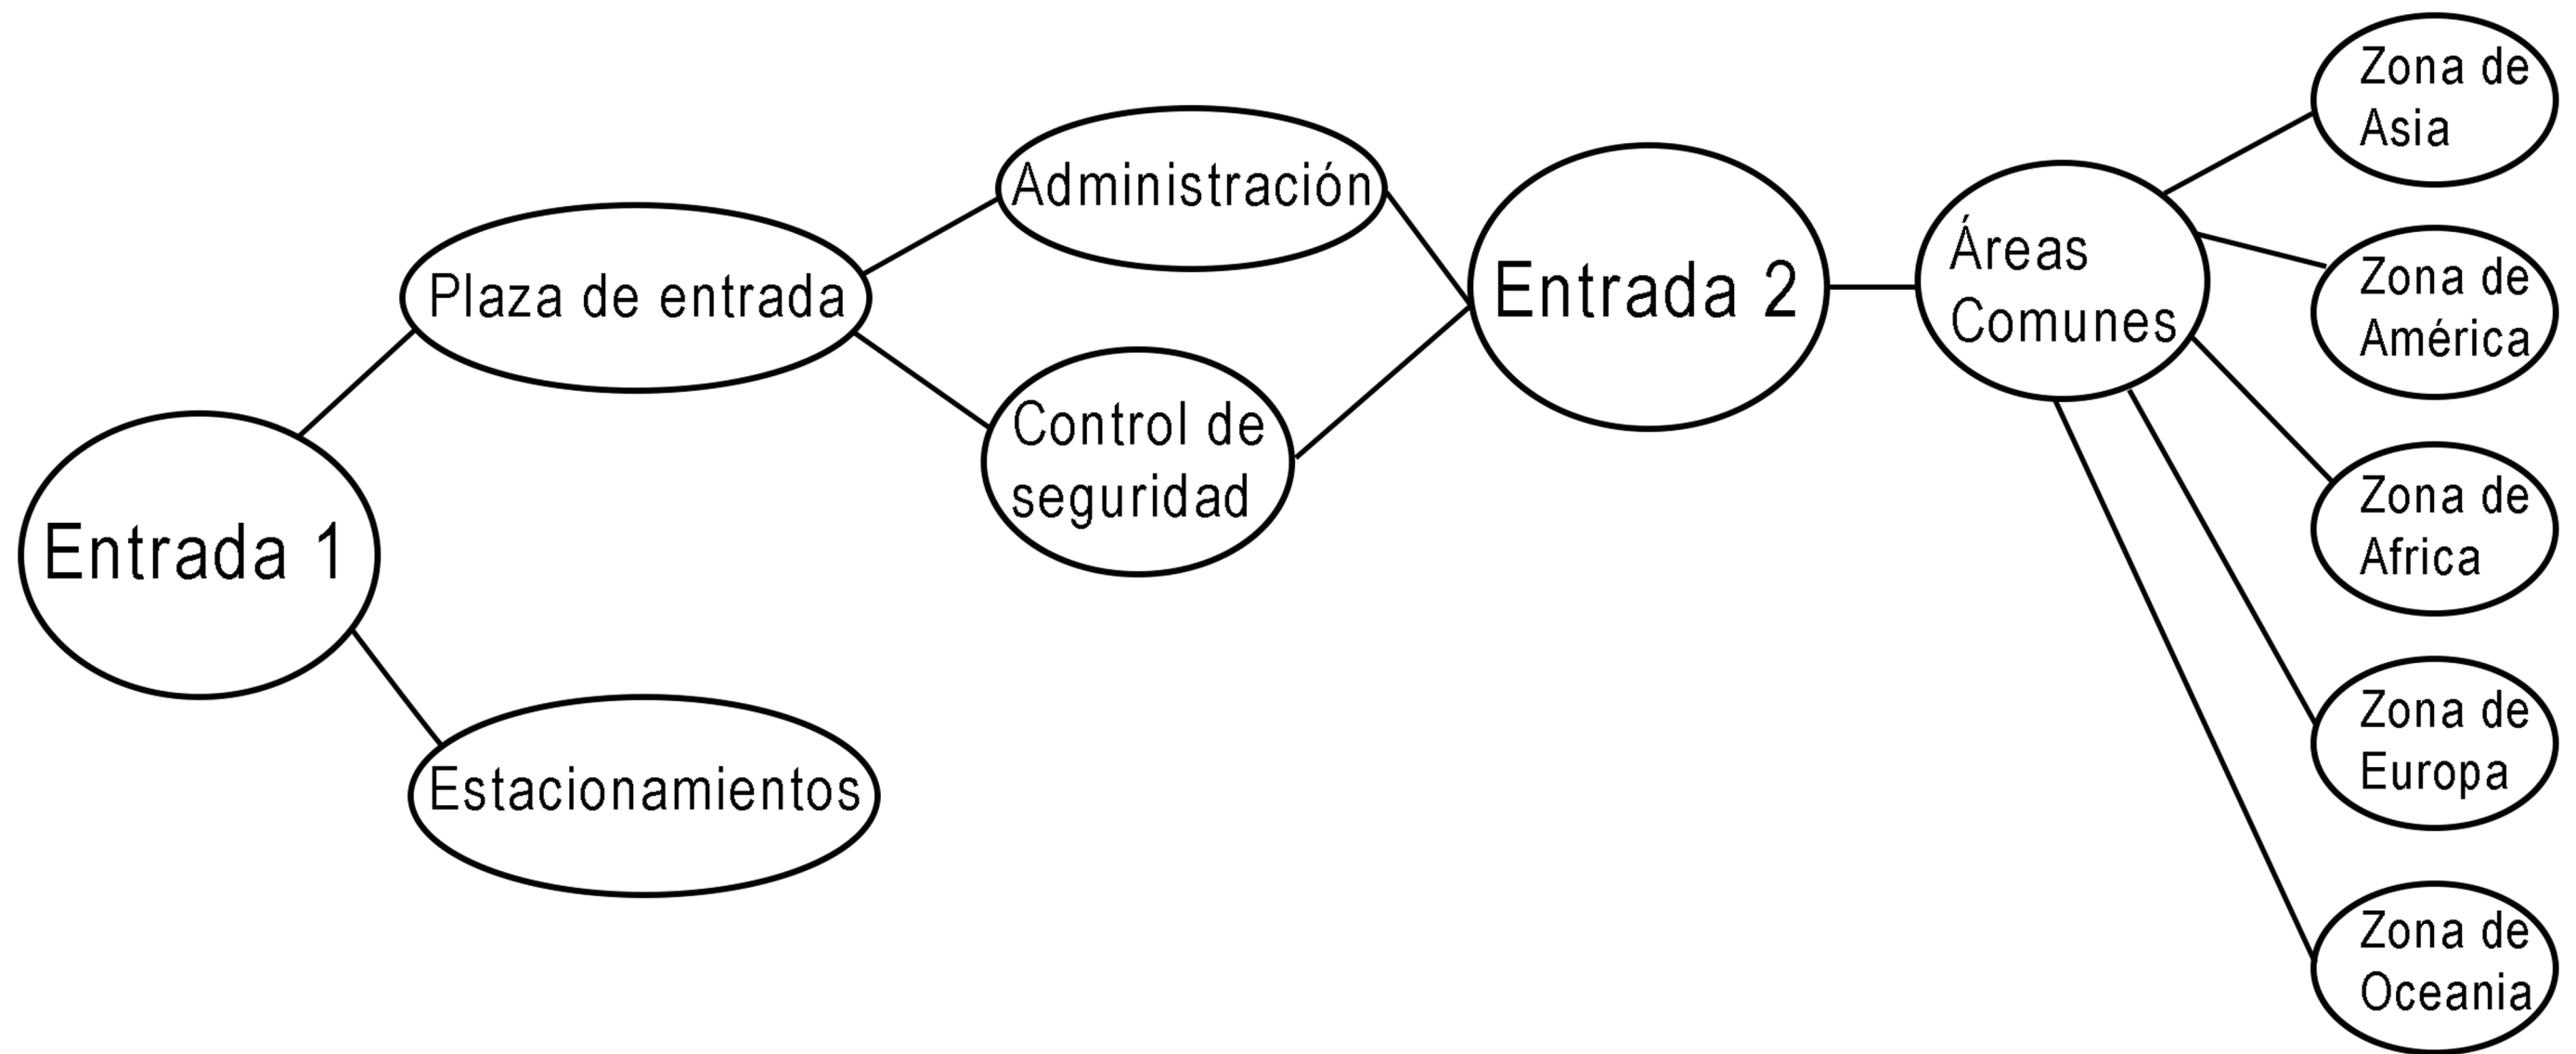 Entrada 1
Plaza de entrada
Estacionamientos
Administración
Control de
seguridad
Entrada 2
Áreas
Comunes
Zona de
Asia
Zona de
América
Zona de
Africa
Zona de
Europa
Zona de
Oceania